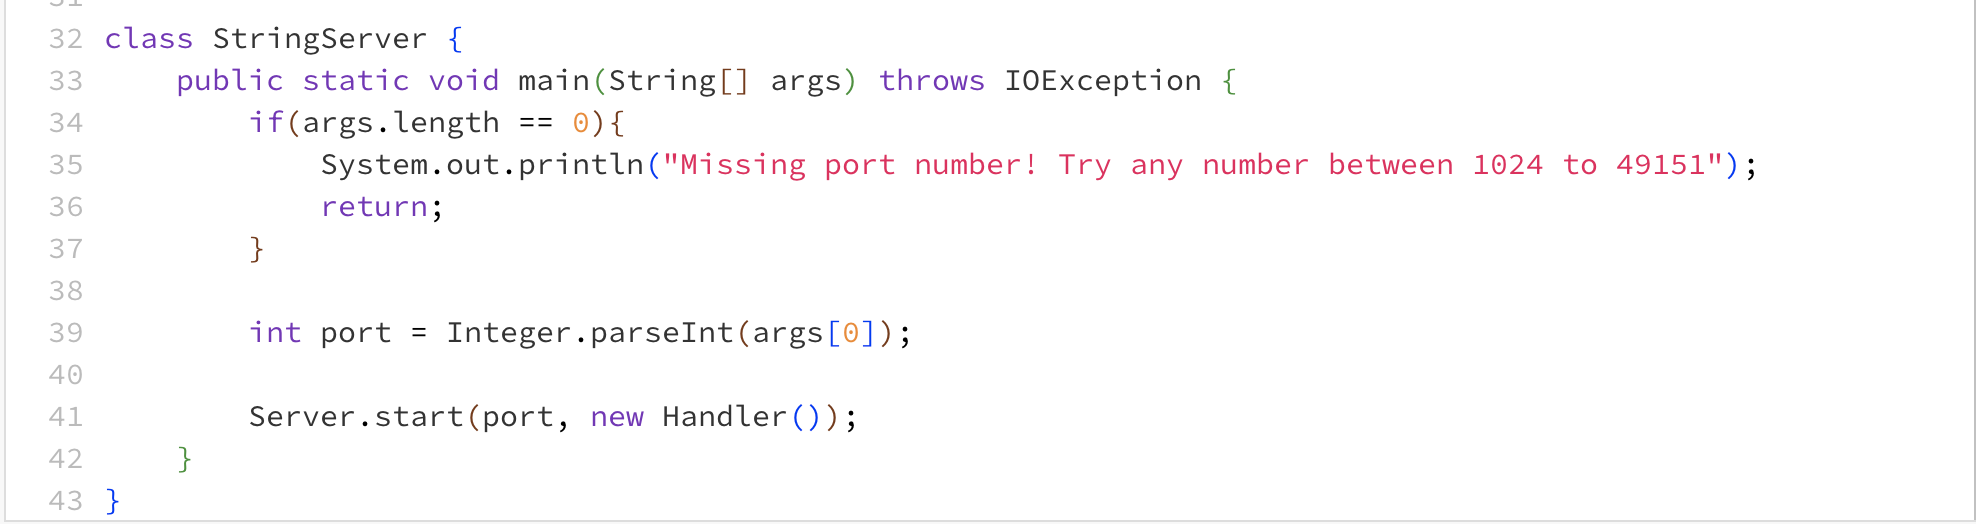 31
32 class StringServer {
33     public static void main(String[] args) throws IOException {
34         if(args.length == 0){
35             System.out.println("Missing port number! Try any number between 1024 to 49151");
36             return;
37         }
38
39         int port = Integer.parseInt(args[0]);
40
41         Server.start(port, new Handler());
42     }
43 }